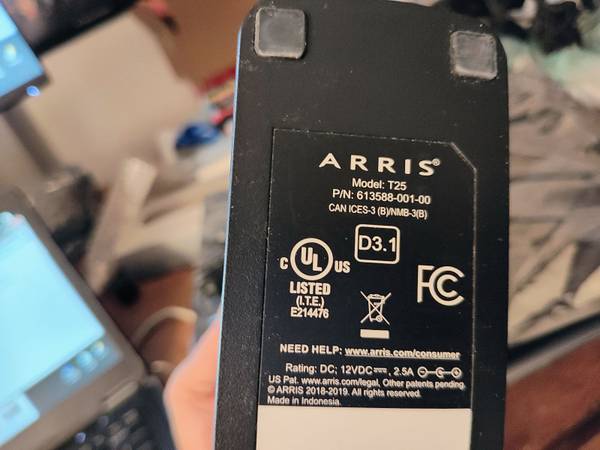 ARRIS®
Model: T25
P/N: 613588-001-00
CAN ICES-3 (B)/NMB-3(B)
D3.1
C UL US
LISTED
(I.T.E.)
E214476
FC
NEED HELP: www.arris.com/consumer
Rating: DC; 12VDC⎓, 2.5A
US Pat. www.arris.com/legal, Other patents pending.
© ARRIS 2018-2019. All rights reserved.
Made in Indonesia.